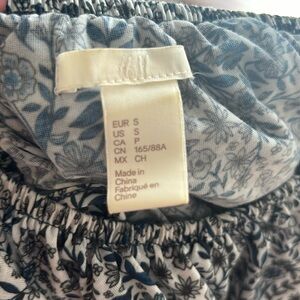 H&M
EUR S
US S
CA P
CN 165/88A
MX CH
Made in
China
Fabriqué en
Chine